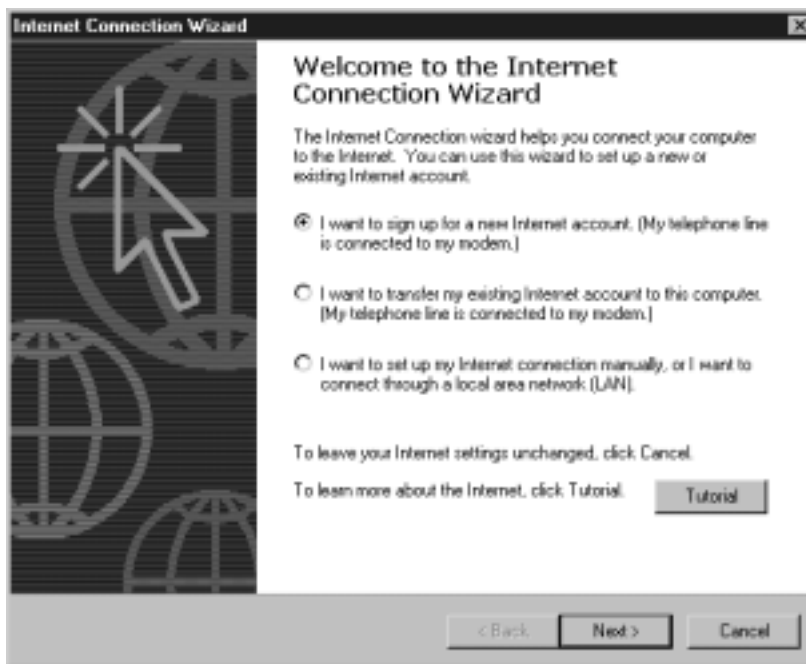 Internet Connection Wizard
Welcome to the Internet
Connection Wizard
The Internet Connection wizard helps you connect your computer
to the Internet. You can use this wizard to set up a new or
existing Internet account.
I want to sign up for a new Internet account. (My telephone line
is connected to my modem.)
I want to transfer my existing Internet account to this computer.
(My telephone line is connected to my modem.)
I want to set up my Internet connection manually, or I want to
connect through a local area network (LAN).
To leave your Internet settings unchanged, click Cancel.
To learn more about the Internet, click Tutorial.
Tutorial
< Back
Next >
Cancel